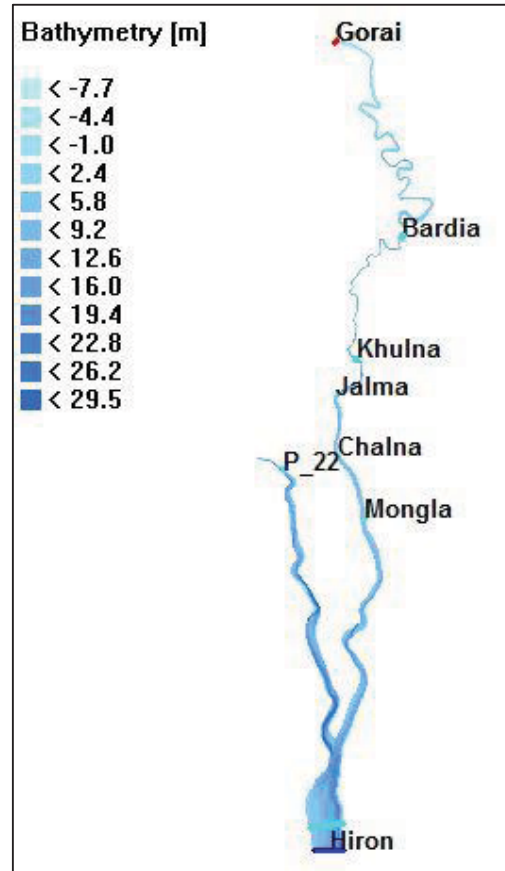 Bathymetry [m]
< -7.7
< -4.4
< -1.0
< 2.4
< 5.8
< 9.2
< 12.6
< 16.0
< 19.4
< 22.8
< 26.2
< 29.5
Gorai
Bardia
Khulna
Jalma
Chalna
P_22
Mongla
Hiron